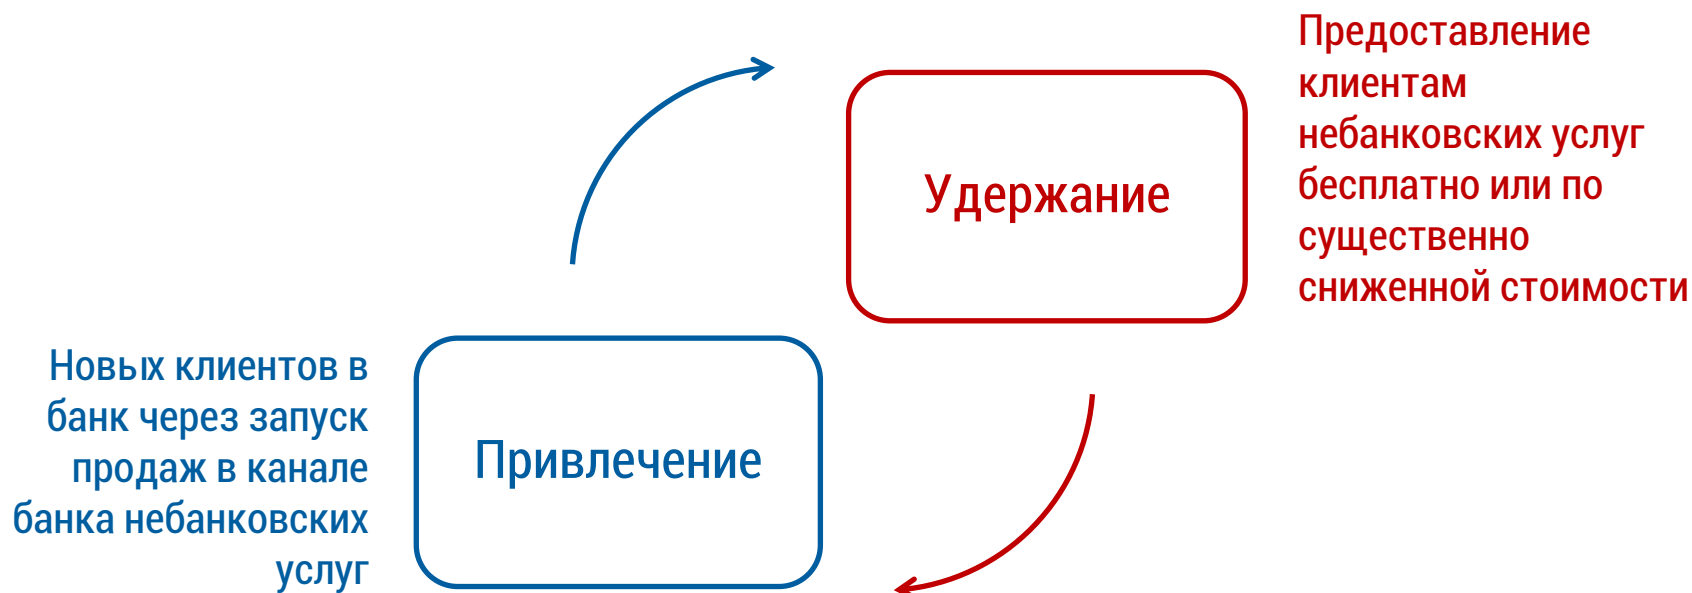 Предоставление
клиентам
небанковских услуг
бесплатно или по
существенно
сниженной стоимости
Удержание
Новых клиентов в
банк через запуск
продаж в канале
банка небанковских
услуг
Привлечение